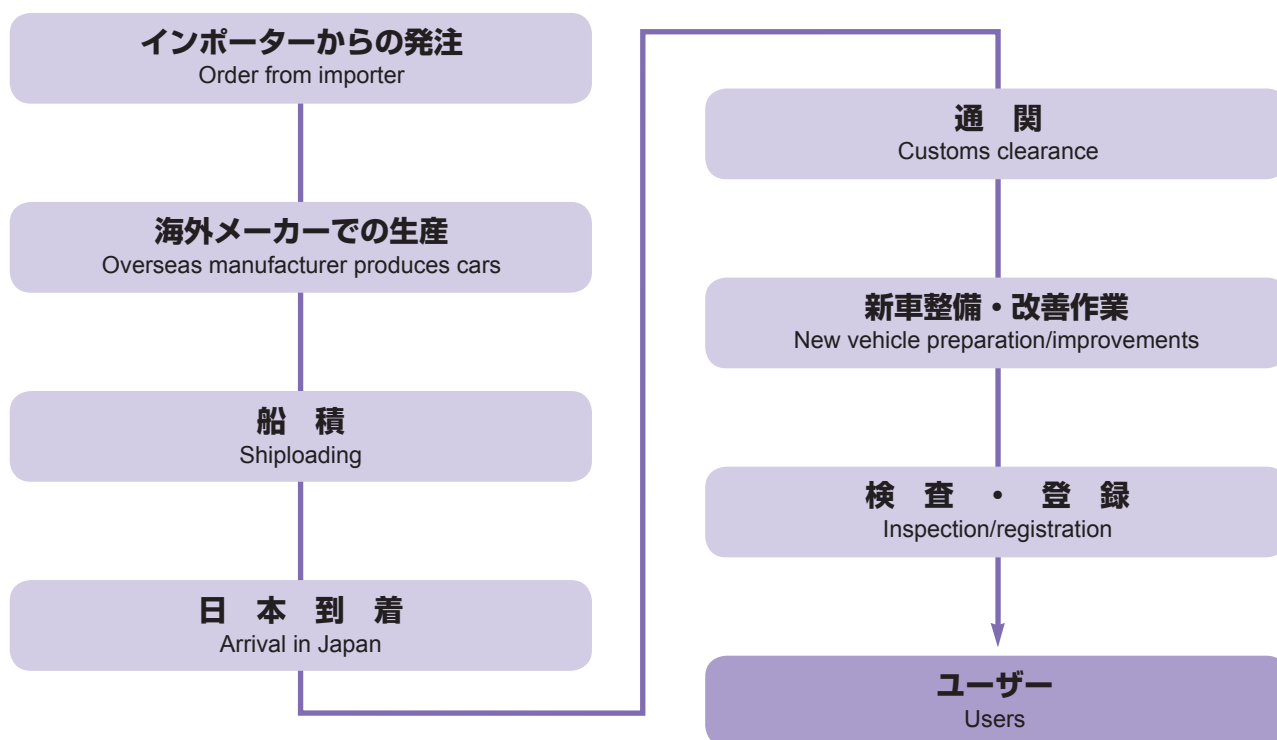 インポーターからの発注
Order from importer
海外メーカーでの生産
Overseas manufacturer produces cars
船　積
Shiploading
日　本　到　着
Arrival in Japan
通　関
Customs clearance
新車整備・改善作業
New vehicle preparation/improvements
検　査　・　登　録
Inspection/registration
ユーザー
Users